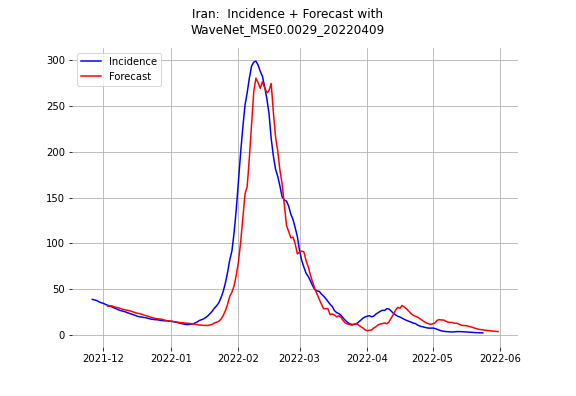 Iran:  Incidence + Forecast with
WaveNet_MSE0.0029_20220409
Incidence
Forecast
300
250
200
150
100
50
0
2021-12 2022-01 2022-02 2022-03 2022-04 2022-05 2022-06